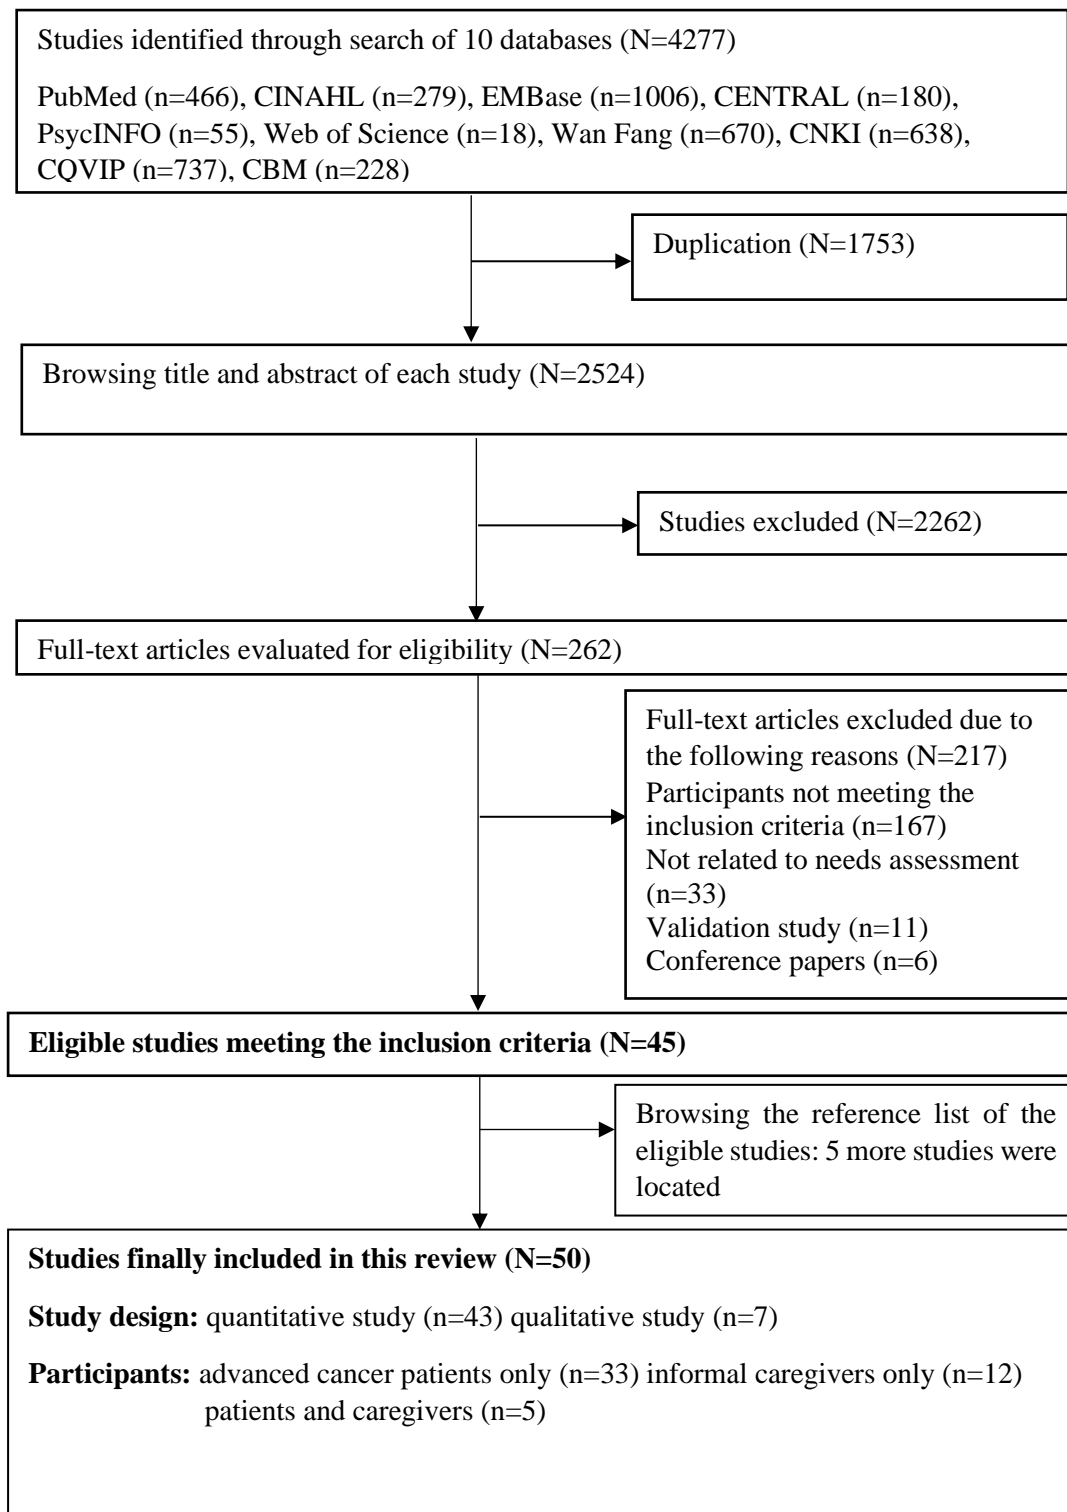 Studies identified through search of 10 databases (N=4277)
PubMed (n=466), CINAHL (n=279), EMBase (n=1006), CENTRAL (n=180),
PsycINFO (n=55), Web of Science (n=18), Wan Fang (n=670), CNKI (n=638),
CQVIP (n=737), CBM (n=228)
Duplication (N=1753)
Browsing title and abstract of each study (N=2524)
Studies excluded (N=2262)
Full-text articles evaluated for eligibility (N=262)
Full-text articles excluded due to
the following reasons (N=217)
Participants not meeting the
inclusion criteria (n=167)
Not related to needs assessment
(n=33)
Validation study (n=11)
Conference papers (n=6)
Eligible studies meeting the inclusion criteria (N=45)
Browsing the reference list of the
eligible studies: 5 more studies were
located
Studies finally included in this review (N=50)
Study design: quantitative study (n=43) qualitative study (n=7)
Participants: advanced cancer patients only (n=33) informal caregivers only (n=12)
patients and caregivers (n=5)